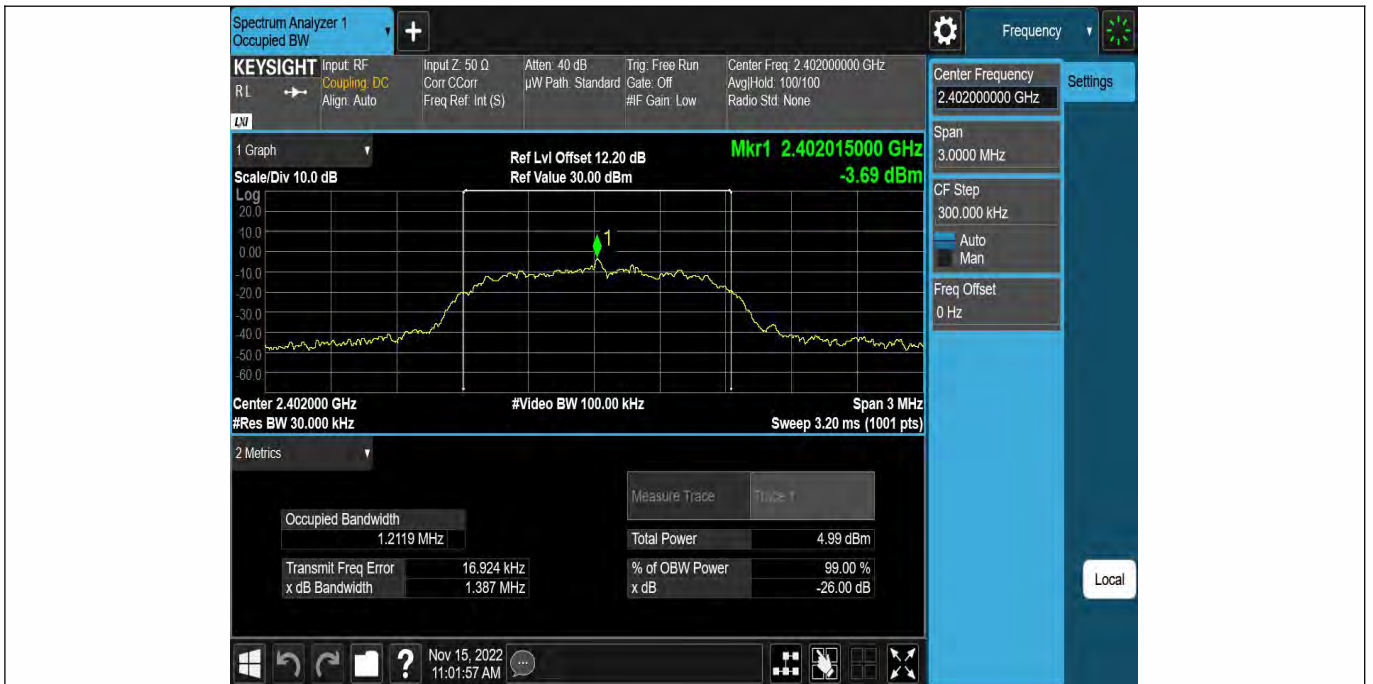 Spectrum Analyzer 1
Occupied BW
Frequency
KEYSIGHT
Input: RF
Coupling: DC
Align: Auto
Input Z: 50 Ω
Corr CCorr
Freq Ref: Int (S)
Atten: 40 dB
µW Path: Standard
Trig: Free Run
Gate: Off
#IF Gain: Low
Center Freq: 2.402000000 GHz
Avg|Hold: 100/100
Radio Std: None
RL
LXI
1 Graph
Scale/Div 10.0 dB
Ref Lvl Offset 12.20 dB
Ref Value 30.00 dBm
Mkr1 2.402015000 GHz
-3.69 dBm
Log
20.0
10.0
0.00
-10.0
-20.0
-30.0
-40.0
-50.0
-60.0
1
Center 2.402000 GHz
#Video BW 100.00 kHz
Span 3 MHz
#Res BW 30.000 kHz
Sweep 3.20 ms (1001 pts)
2 Metrics
Measure Trace
Trace 1
Occupied Bandwidth
1.2119 MHz
Total Power 4.99 dBm
Transmit Freq Error 16.924 kHz
% of OBW Power 99.00 %
x dB Bandwidth 1.387 MHz
x dB -26.00 dB
Center Frequency
2.402000000 GHz
Settings
Span
3.0000 MHz
CF Step
300.000 kHz
Auto
Man
Freq Offset
0 Hz
Local
Nov 15, 2022
11:01:57 AM